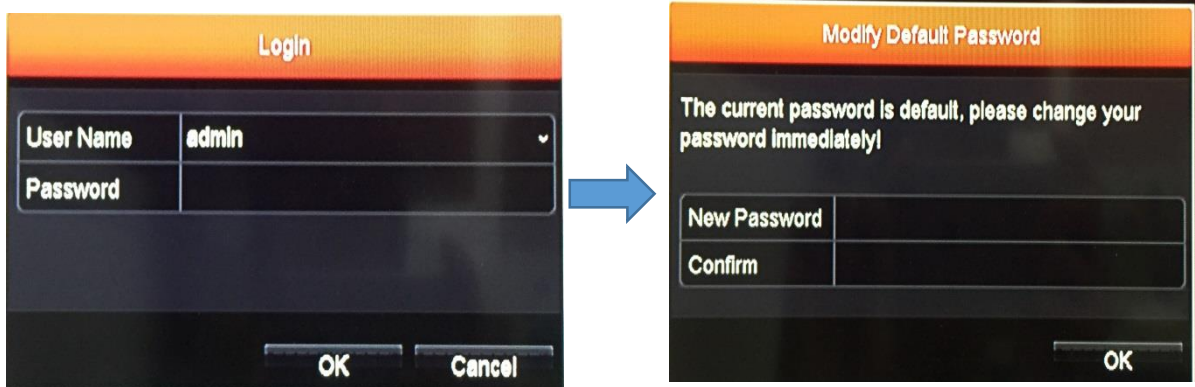 Login
User Name admin
Password
OK Cancel
Modify Default Password
The current password is default, please change your
password immediately!
New Password
Confirm
OK